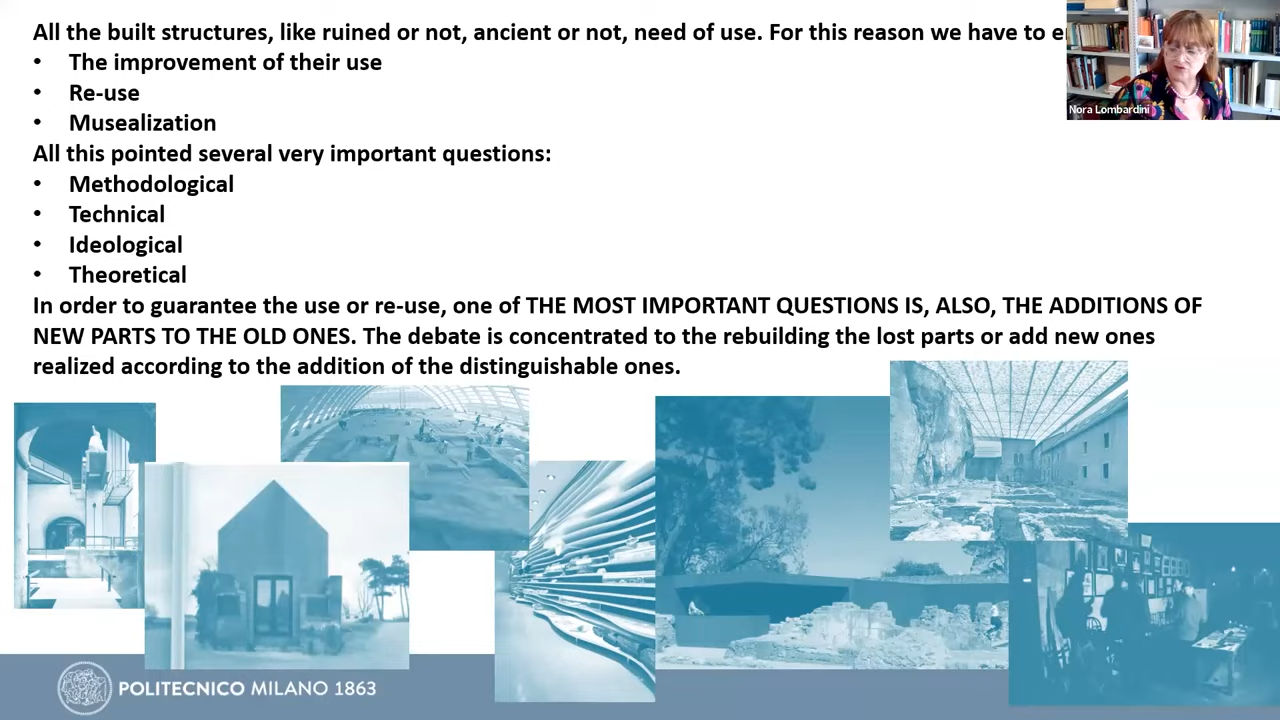 All the built structures, like ruined or not, ancient or not, need of use. For this reason we have to
• The improvement of their use
• Re-use
• Musealization
All this pointed several very important questions:
• Methodological
• Technical
• Ideological
• Theoretical
In order to guarantee the use or re-use, one of THE MOST IMPORTANT QUESTIONS IS, ALSO, THE ADDITIONS OF
NEW PARTS TO THE OLD ONES. The debate is concentrated to the rebuilding the lost parts or add new ones
realized according to the addition of the distinguishable ones.
Nora Lombardini
POLITECNICO MILANO 1863